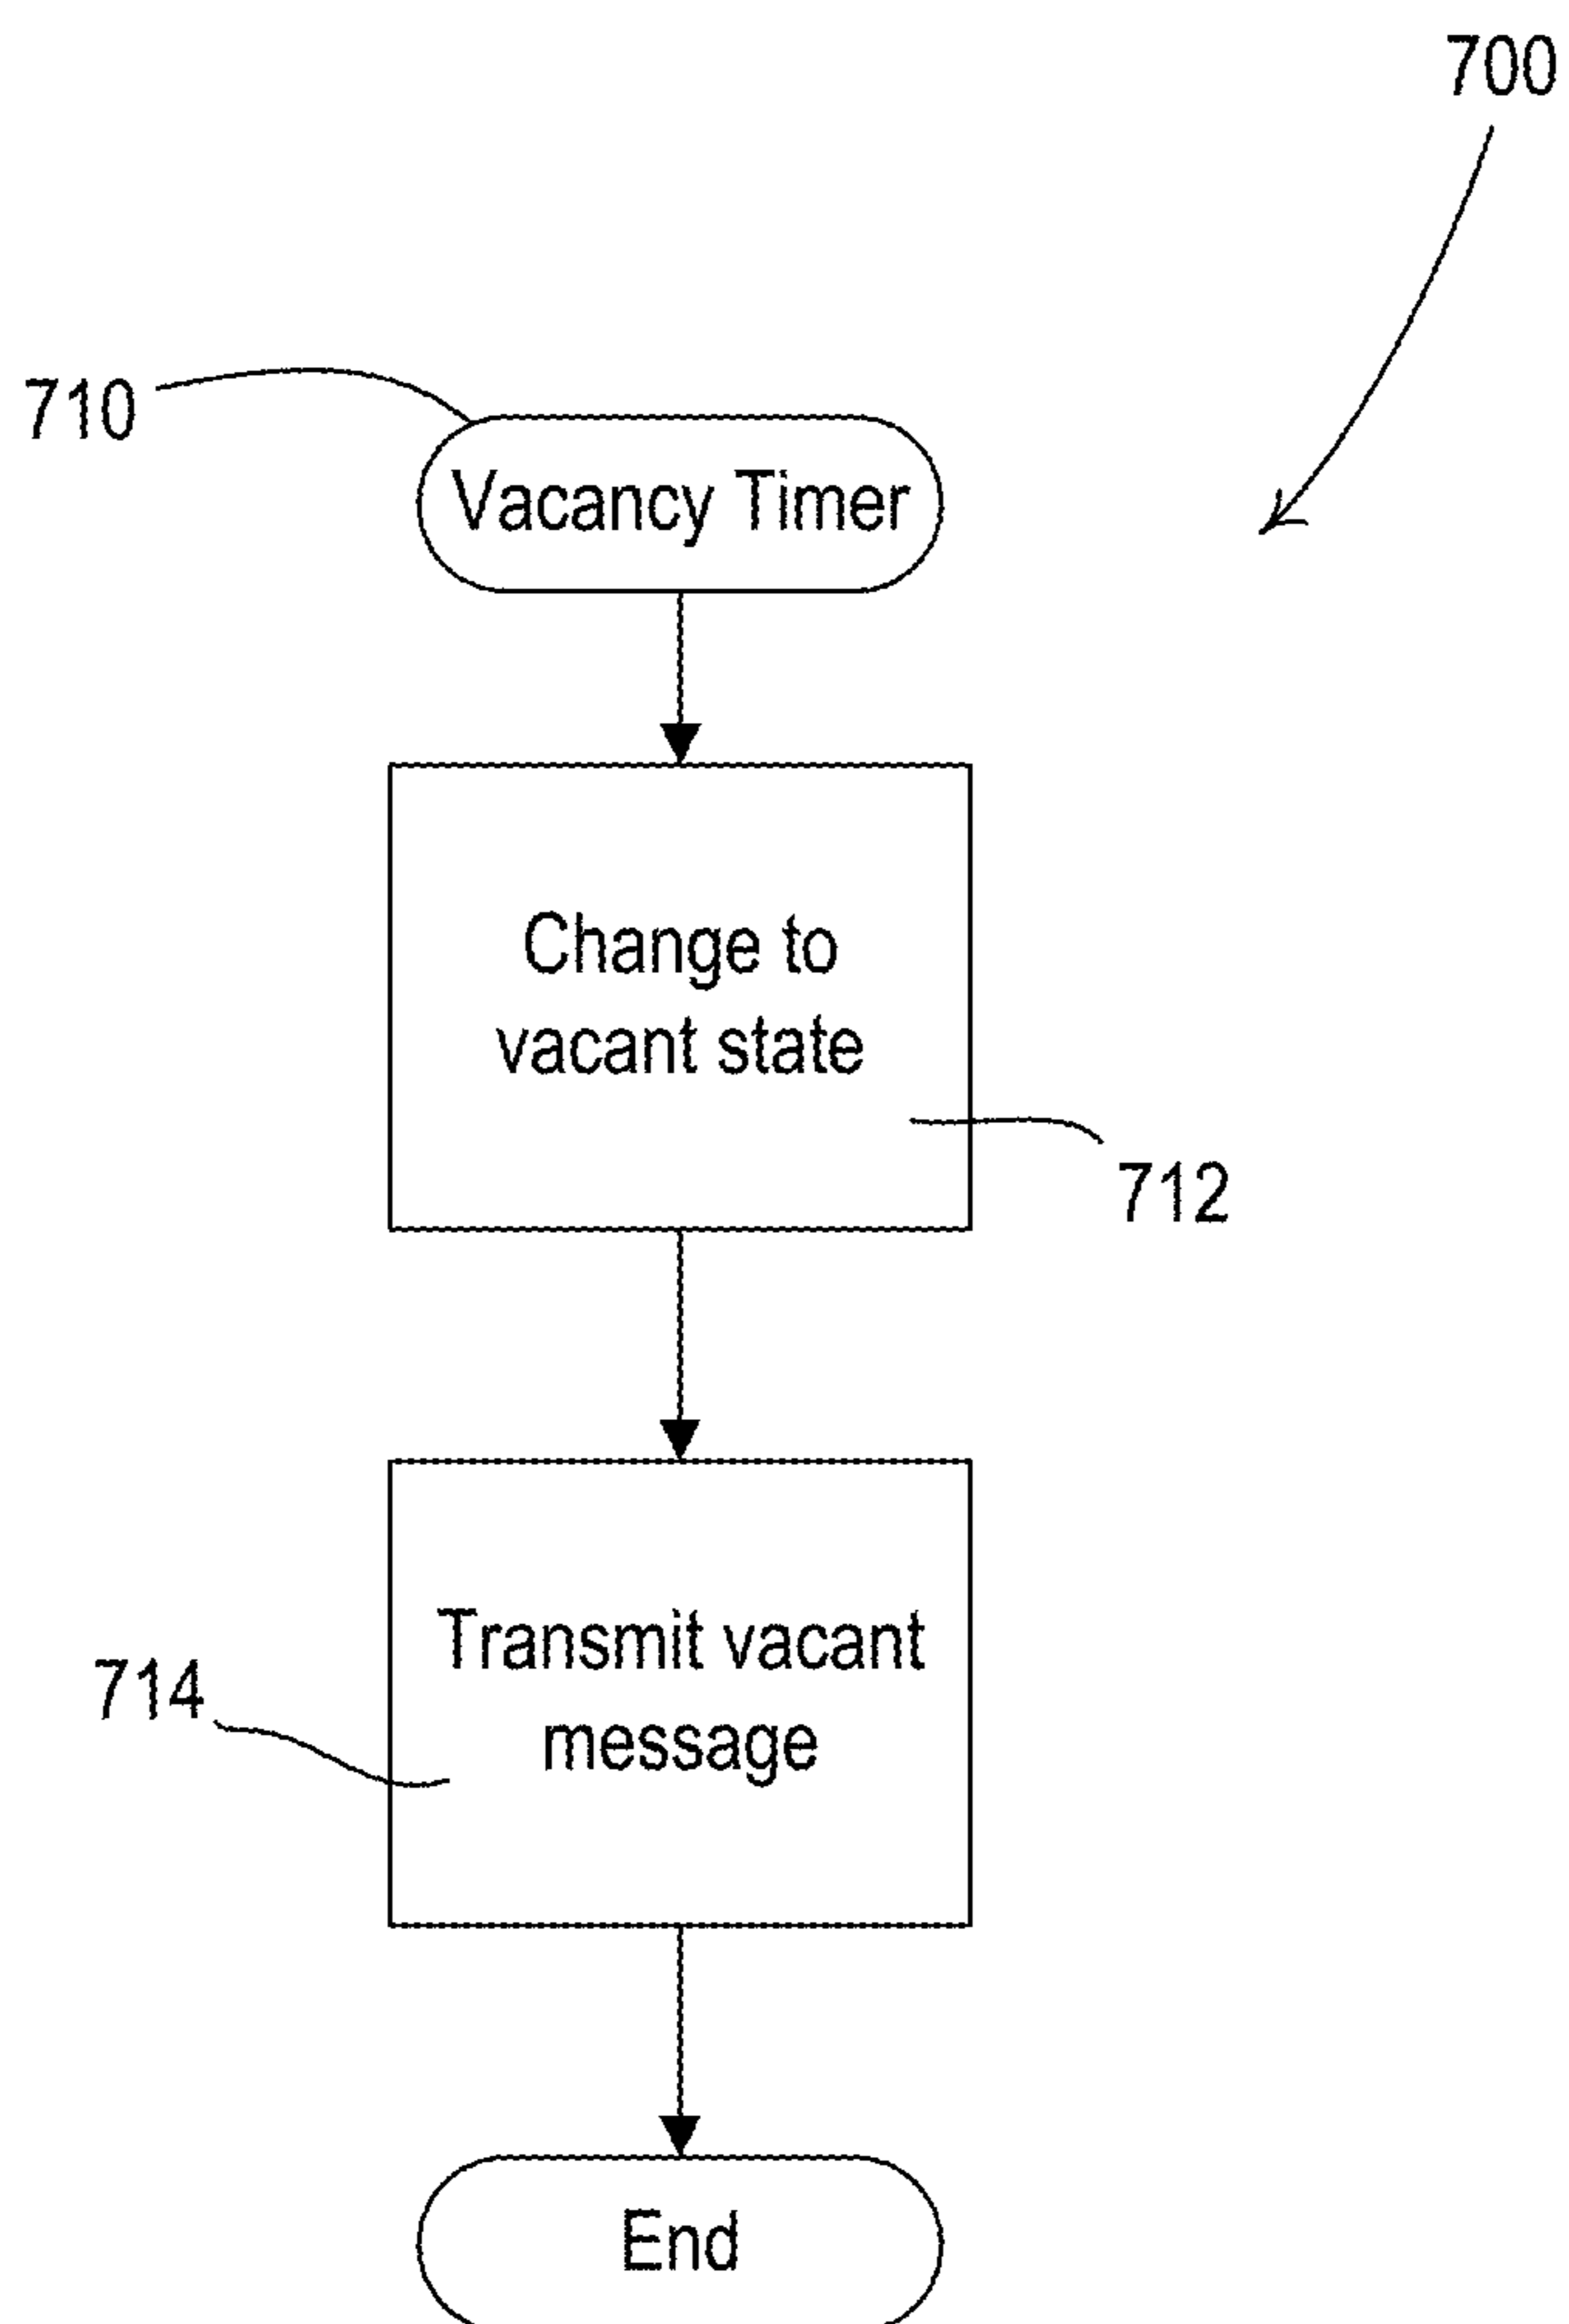 700
710
Vacancy Timer
Change to
vacant state
712
Transmit vacant
714
message
End